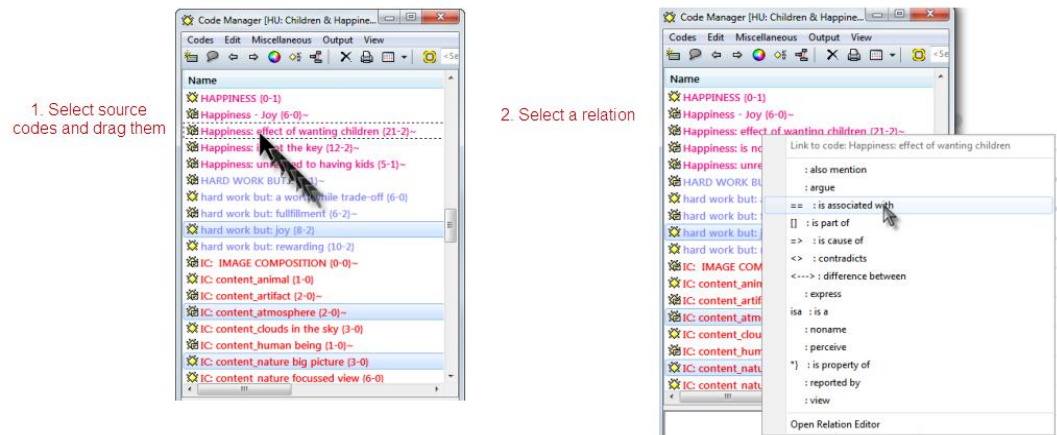 1. Select source
codes and drag them
Code Manager [HU: Children & Happine...
Codes Edit Miscellaneous Output View
Name
HAPPINESS {0-1}
Happiness - Joy {6-0}~
Happiness: effect of wanting children {21-2}~
Happiness: the key {12-2}~
Happiness: to having kids {5-1}~
HARD WORK
hard work but: a trade-off {6-0}
hard work but: fullfillment {6-2}~
hard work but: joy {8-2}
hard work but: rewarding {10-2}
IC: IMAGE COMPOSITION {0-0}~
IC: content_animal {1-0}
IC: content_artifact {2-0}~
IC: content_atmosphere {2-0}~
IC: content_clouds in the sky {3-0}
IC: content_human being {1-0}~
IC: content_nature big picture {3-0}
IC: content nature focussed view {6-0}
2. Select a relation
Code Manager [HU: Children & Happine...
Codes Edit Miscellaneous Output View
<Se
Name
HAPPINESS {0-1}
Happiness - Joy {6-0}~
Happiness: effect of wanting children {21-2}~
Happiness: is no
Happiness: unre
HARD WORK BU
hard work but:
hard work but:
hard work but: j
hard work but:
IC: IMAGE COM
IC: content_anin
IC: content_artif
IC: content_atm
IC: content_clou
IC: content_hum
IC: content_natu
IC: content natu
Link to code: Happiness: effect of wanting children
: also mention
: argue
== : is associated with
[] : is part of
=> : is cause of
<> : contradicts
<---> : difference between
: express
isa : is a
: noname
: perceive
*} : is property of
: reported by
: view
Open Relation Editor